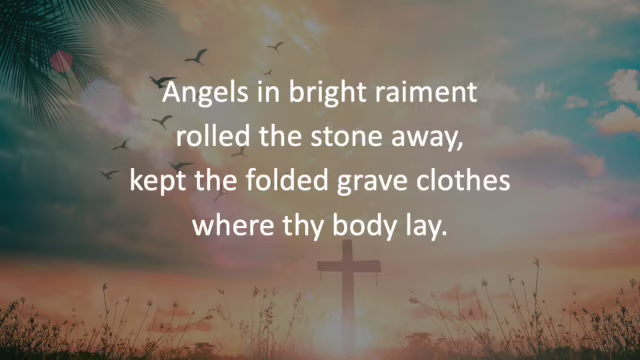 Angels in bright raiment
rolled the stone away,
kept the folded grave clothes
where thy body lay.